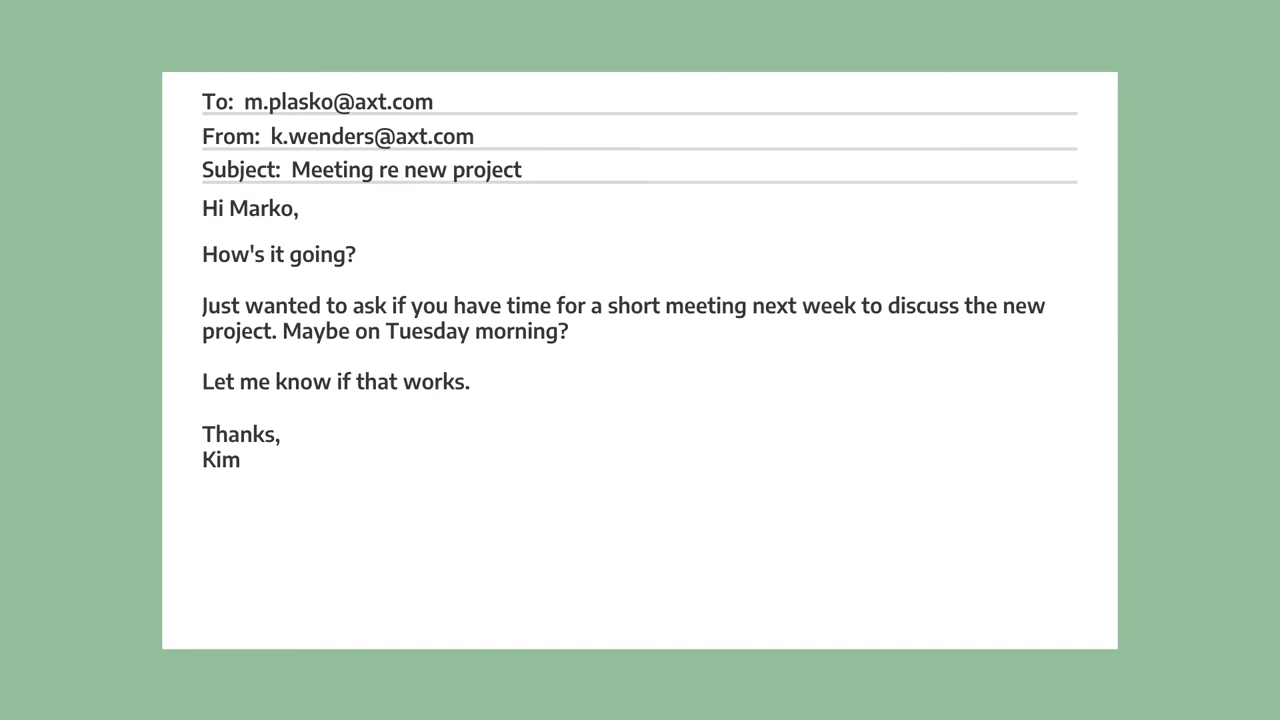 To: m.plasko@axt.com
From: k.wenders@axt.com
Subject: Meeting re new project
Hi Marko,
How's it going?
Just wanted to ask if you have time for a short meeting next week to discuss the new
project. Maybe on Tuesday morning?
Let me know if that works.
Thanks,
Kim